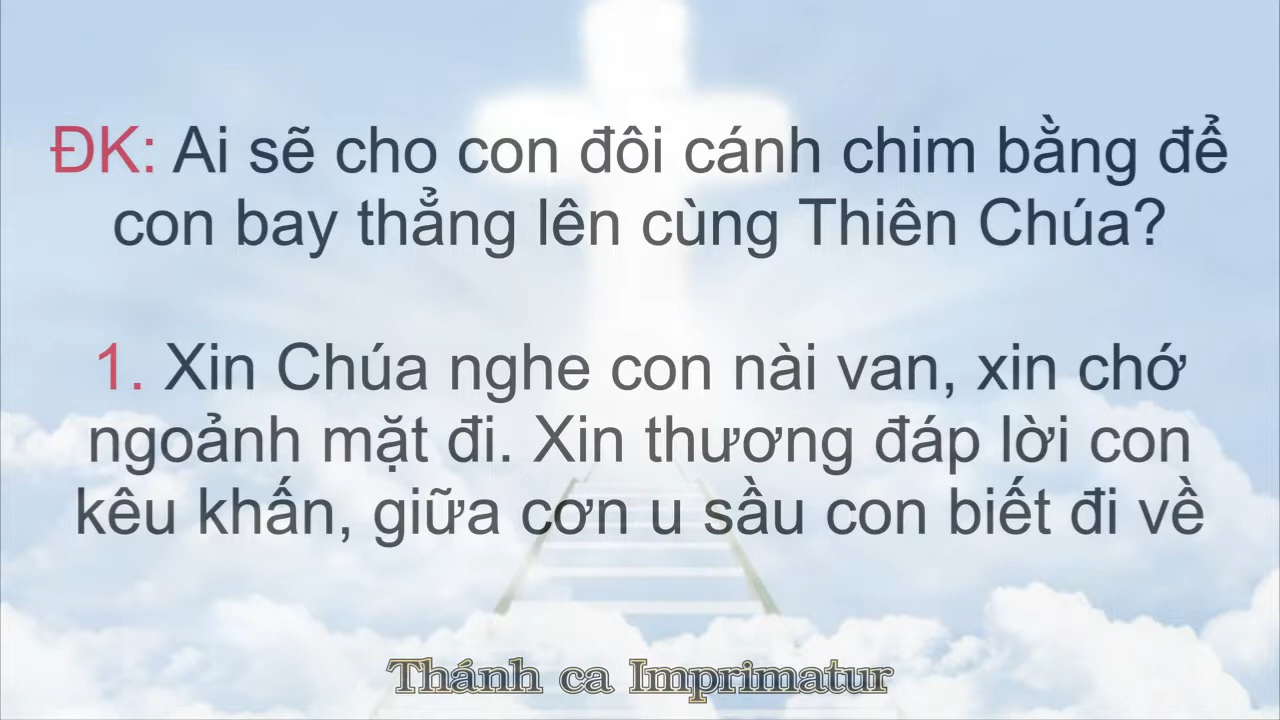 ĐK: Ai sẽ cho con đôi cánh chim bằng để
con bay thẳng lên cùng Thiên Chúa?
1. Xin Chúa nghe con nài van, xin chớ
ngoảnh mặt đi. Xin thương đáp lời con
kêu khấn, giữa cơn u sầu con biết đi về
Thánh ca Imprimatur